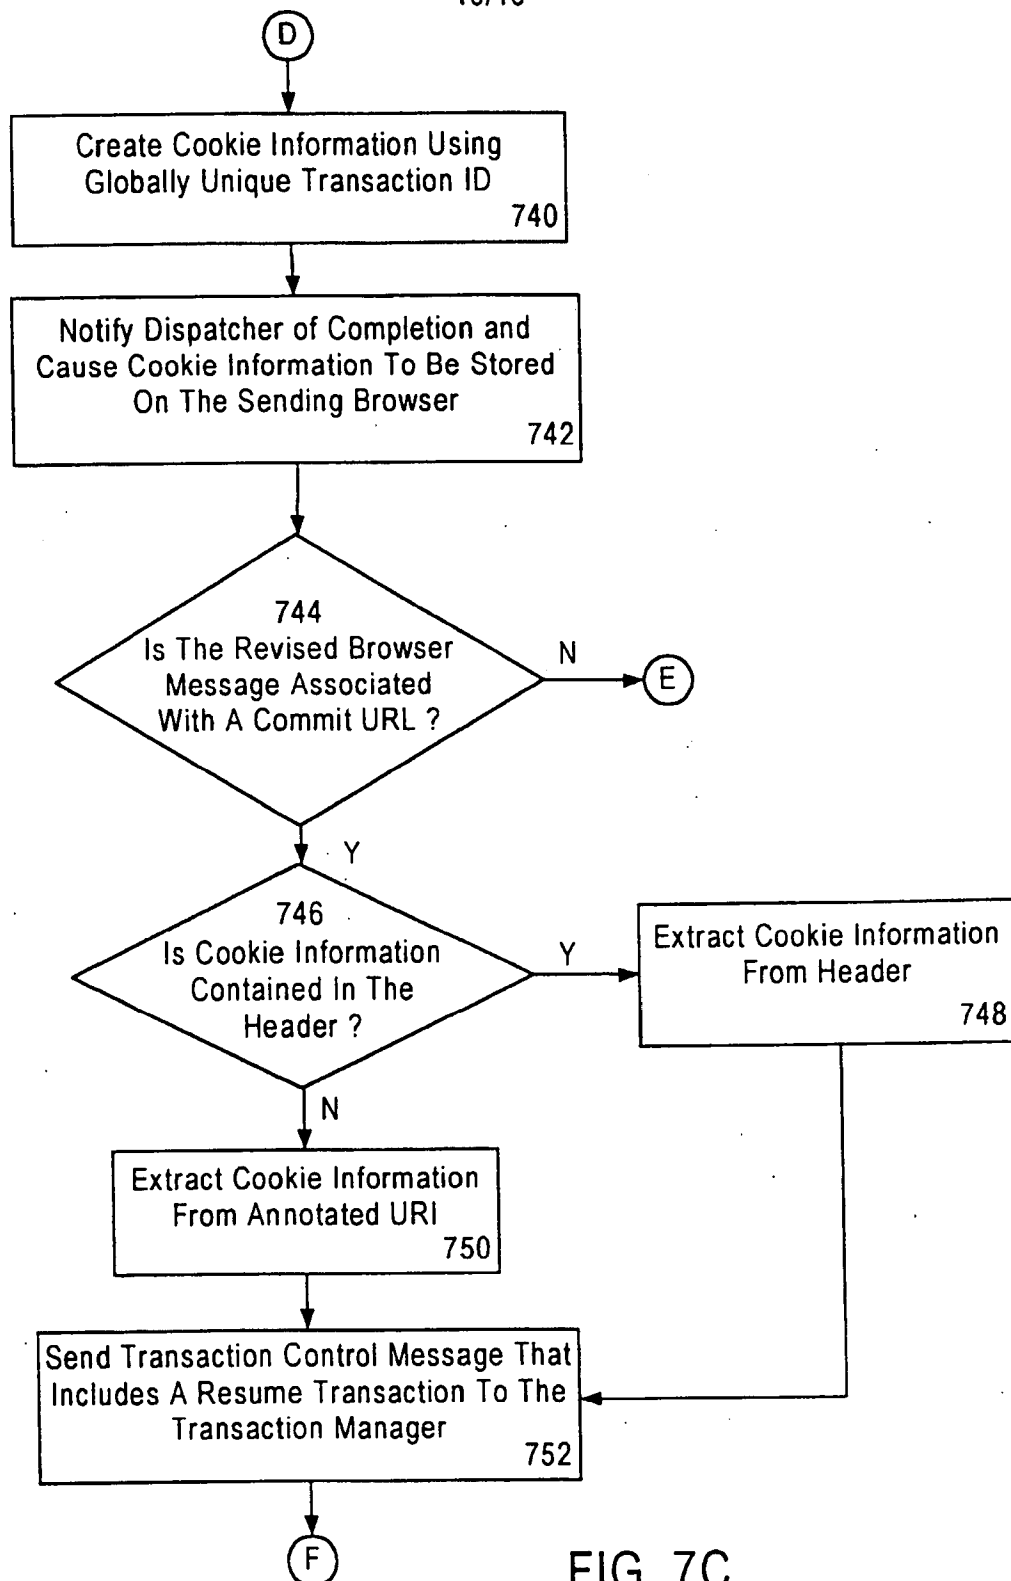 D
Create Cookie Information Using
Globally Unique Transaction ID
740
Notify Dispatcher of Completion and
Cause Cookie Information To Be Stored
On The Sending Browser
742
744
Is The Revised Browser
Message Associated
With A Commit URL ?
N
E
Y
746
Is Cookie Information
Contained In The
Header ?
Y
Extract Cookie Information
From Header
748
N
Extract Cookie Information
From Annotated URI
750
Send Transaction Control Message That
Includes A Resume Transaction To The
Transaction Manager
752
F
FIG. 7C